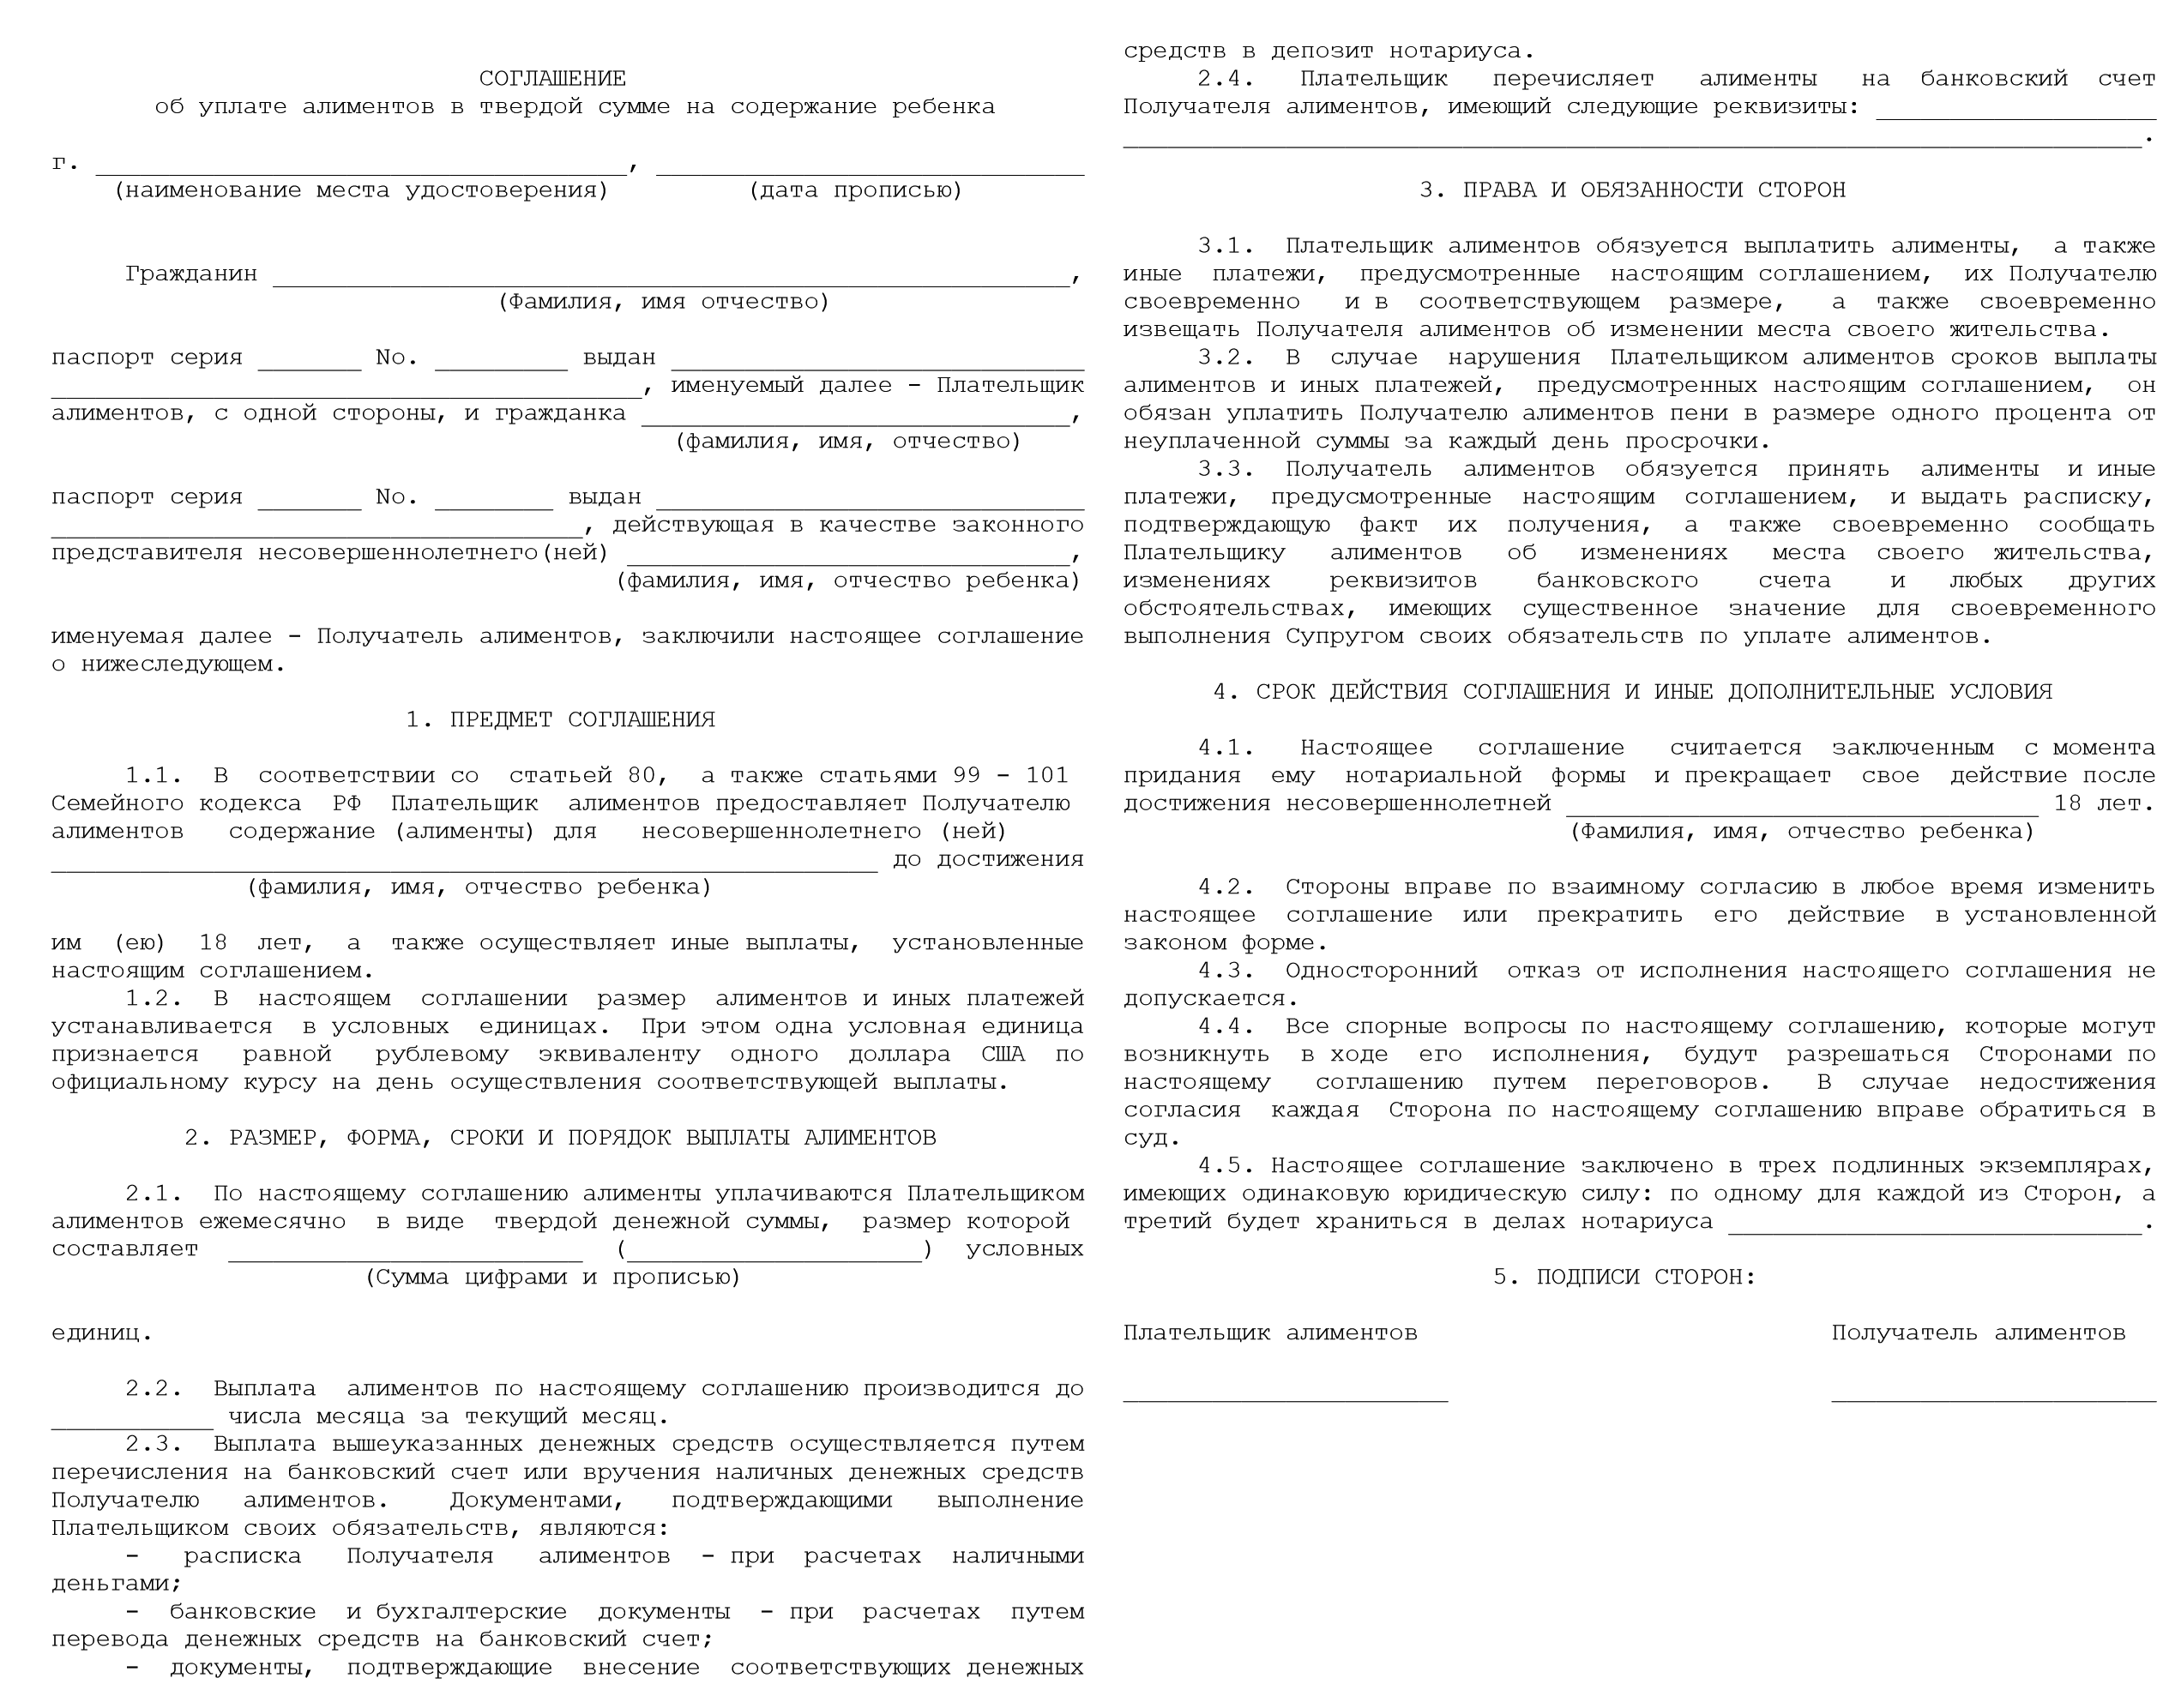 СОГЛАШЕНИЕ
об уплате алиментов в твердой сумме на содержание ребенка
г. ____________________________________, _____________________________
(наименование места удостоверения) (дата прописью)
Гражданин ______________________________________________________,
(Фамилия, имя отчество)
паспорт серия _______ No. _________ выдан ____________________________
________________________________________, именуемый далее - Плательщик
алиментов, с одной стороны, и гражданка _____________________________,
(фамилия, имя, отчество)
паспорт серия _______ No. ________ выдан _____________________________
____________________________________, действующая в качестве законного
представителя несовершеннолетнего(ней) ______________________________,
(фамилия, имя, отчество ребенка)
именуемая далее - Получатель алиментов, заключили настоящее соглашение
о нижеследующем.
1. ПРЕДМЕТ СОГЛАШЕНИЯ
1.1. В соответствии со статьей 80, а также статьями 99 - 101
Семейного кодекса РФ Плательщик алиментов предоставляет Получателю
алиментов содержание (алименты) для несовершеннолетнего (ней)
________________________________________________________ до достижения
(фамилия, имя, отчество ребенка)
им (ею) 18 лет, а также осуществляет иные выплаты, установленные
настоящим соглашением.
1.2. В настоящем соглашении размер алиментов и иных платежей
устанавливается в условных единицах. При этом одна условная единица
признается равной рублевому эквиваленту одного доллара США по
официальному курсу на день осуществления соответствующей выплаты.
2. РАЗМЕР, ФОРМА, СРОКИ И ПОРЯДОК ВЫПЛАТЫ АЛИМЕНТОВ
2.1. По настоящему соглашению алименты уплачиваются Плательщиком
алиментов ежемесячно в виде твердой денежной суммы, размер которой
составляет ________________________ (____________________) условных
(Сумма цифрами и прописью)
единиц.
2.2. Выплата алиментов по настоящему соглашению производится до
___________ числа месяца за текущий месяц.
2.3. Выплата вышеуказанных денежных средств осуществляется путем
перечисления на банковский счет или вручения наличных денежных средств
Получателю алиментов. Документами, подтверждающими выполнение
Плательщиком своих обязательств, являются:
- расписка Получателя алиментов - при расчетах наличными
деньгами;
- банковские и бухгалтерские документы - при расчетах путем
перевода денежных средств на банковский счет;
- документы, подтверждающие внесение соответствующих денежных
средств в депозит нотариуса.
2.4. Плательщик перечисляет алименты на банковский счет
Получателя алиментов, имеющий следующие реквизиты: ___________________
_____________________________________________________________________.
3. ПРАВА И ОБЯЗАННОСТИ СТОРОН
3.1. Плательщик алиментов обязуется выплатить алименты, а также
иные платежи, предусмотренные настоящим соглашением, их Получателю
своевременно и в соответствующем размере, а также своевременно
извещать Получателя алиментов об изменении места своего жительства.
3.2. В случае нарушения Плательщиком алиментов сроков выплаты
алиментов и иных платежей, предусмотренных настоящим соглашением, он
обязан уплатить Получателю алиментов пени в размере одного процента от
неуплаченной суммы за каждый день просрочки.
3.3. Получатель алиментов обязуется принять алименты и иные
платежи, предусмотренные настоящим соглашением, и выдать расписку,
подтверждающую факт их получения, а также своевременно сообщать
Плательщику алиментов об изменениях места своего жительства,
изменениях реквизитов банковского счета и любых других
обстоятельствах, имеющих существенное значение для своевременного
выполнения Супругом своих обязательств по уплате алиментов.
4. СРОК ДЕЙСТВИЯ СОГЛАШЕНИЯ И ИНЫЕ ДОПОЛНИТЕЛЬНЫЕ УСЛОВИЯ
4.1. Настоящее соглашение считается заключенным с момента
придания ему нотариальной формы и прекращает свое действие после
достижения несовершеннолетней ________________________________ 18 лет.
(Фамилия, имя, отчество ребенка)
4.2. Стороны вправе по взаимному согласию в любое время изменить
настоящее соглашение или прекратить его действие в установленной
законом форме.
4.3. Односторонний отказ от исполнения настоящего соглашения не
допускается.
4.4. Все спорные вопросы по настоящему соглашению, которые могут
возникнуть в ходе его исполнения, будут разрешаться Сторонами по
настоящему соглашению путем переговоров. В случае недостижения
согласия каждая Сторона по настоящему соглашению вправе обратиться в
суд.
4.5. Настоящее соглашение заключено в трех подлинных экземплярах,
имеющих одинаковую юридическую силу: по одному для каждой из Сторон, а
третий будет храниться в делах нотариуса ____________________________.
5. ПОДПИСИ СТОРОН:
Плательщик алиментов Получатель алиментов
______________________ ______________________